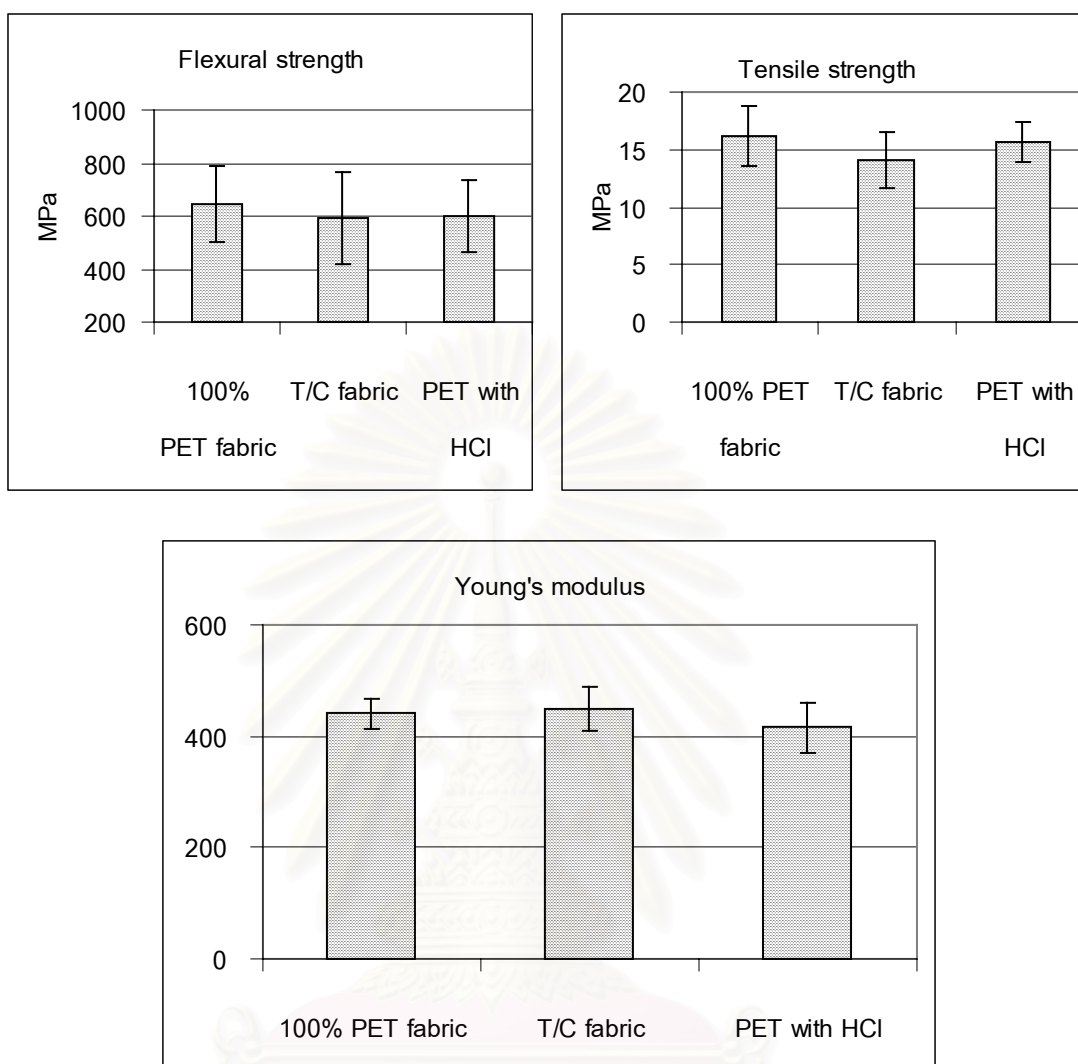 Flexural strength
1000
800
600
400
200
MPa
100%
PET fabric
T/C fabric
PET with
HCl
Tensile strength
20
15
10
5
0
MPa
100% PET
fabric
T/C fabric
PET with
HCl
Young's modulus
600
400
200
0
100% PET fabric
T/C fabric
PET with HCl